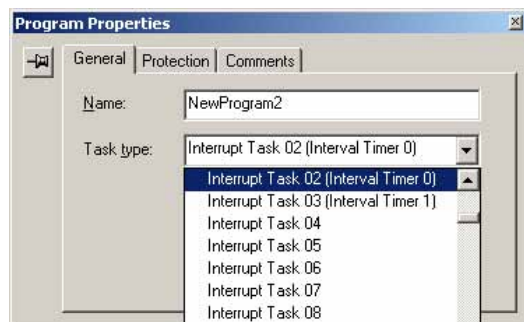 Program Properties
General Protection Comments
Name: NewProgram2
Task type: Interrupt Task 02 (Interval Timer 0)
Interrupt Task 02 (Interval Timer 0)
Interrupt Task 03 (Interval Timer 1)
Interrupt Task 04
Interrupt Task 05
Interrupt Task 06
Interrupt Task 07
Interrupt Task 08